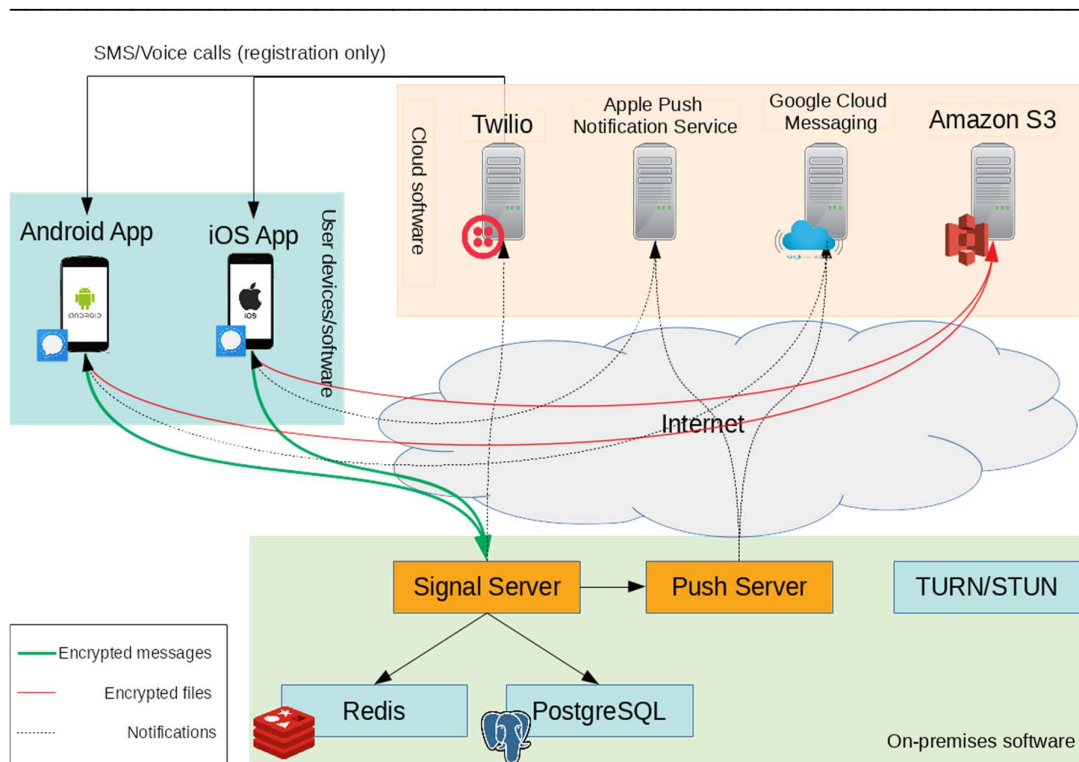 SMS/Voice calls (registration only)
Cloud software
Twilio
Apple Push
Notification Service
Google Cloud
Messaging
Amazon S3
User devices/software
Android App
iOS App
ANDROID
iOS
Internet
Signal Server
Push Server
TURN/STUN
Redis
PostgreSQL
On-premises software
Encrypted messages
Encrypted files
Notifications